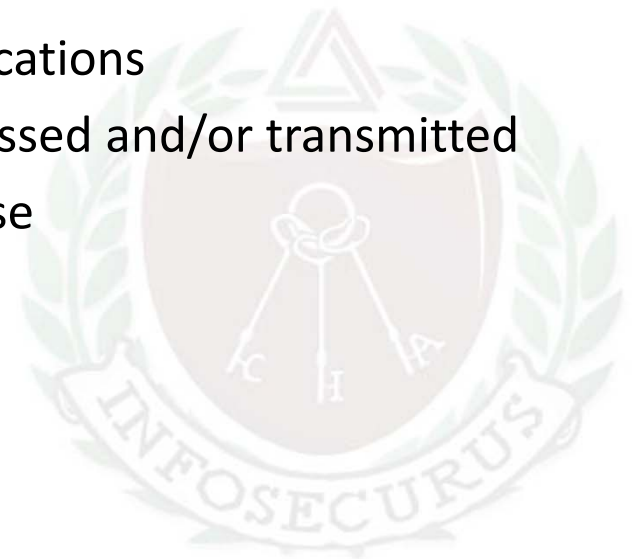 cations
ssed and/or transmitted
se
C I A
INFOSECURUS